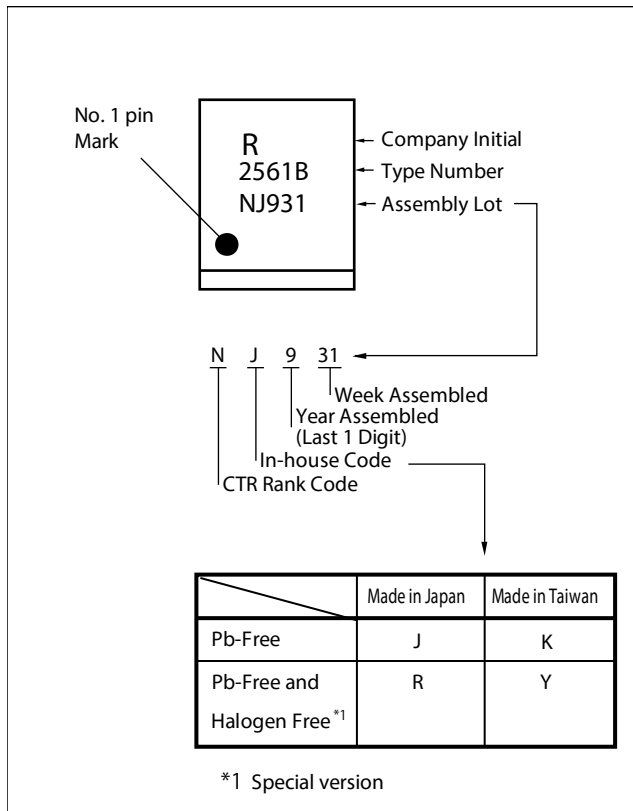 No. 1 pin
Mark
R
2561B
NJ931
Company Initial
Type Number
Assembly Lot
N J 9 31
Week Assembled
Year Assembled
(Last 1 Digit)
In-house Code
CTR Rank Code
Made in Japan Made in Taiwan
Pb-Free J K
Pb-Free and R Y
Halogen Free *1
*1 Special version